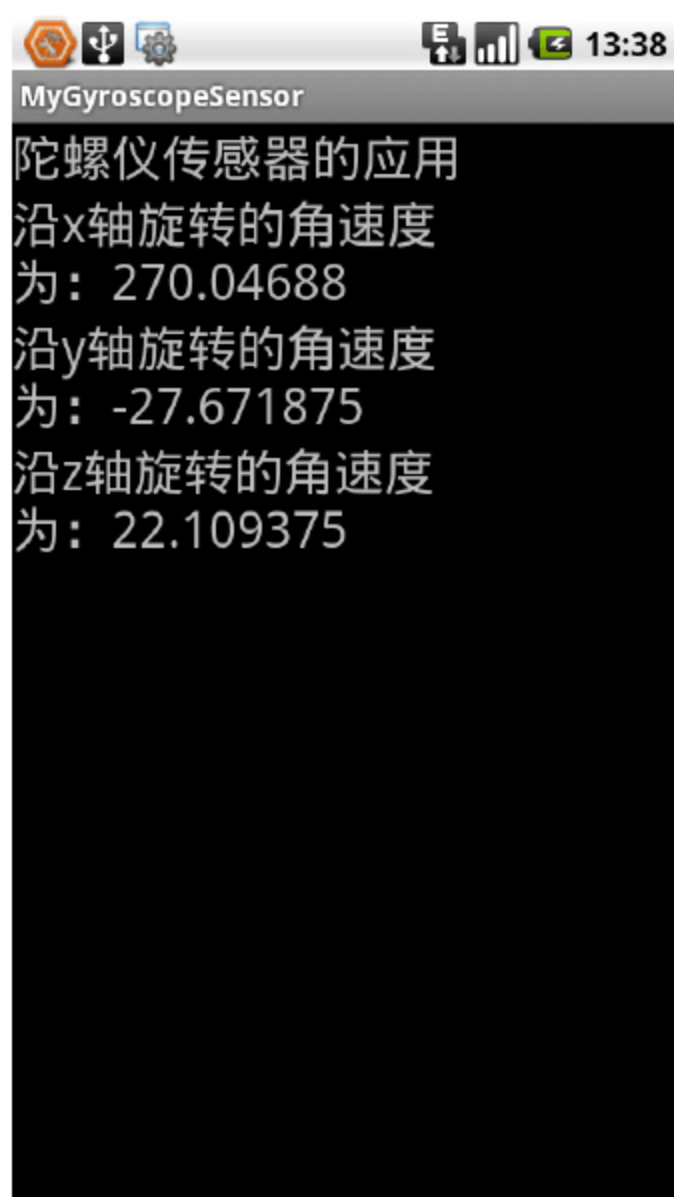 E 13:38
MyGyroscopeSensor
陀螺仪传感器的应用
沿x轴旋转的角速度
为：270.04688
沿y轴旋转的角速度
为：-27.671875
沿z轴旋转的角速度
为：22.109375